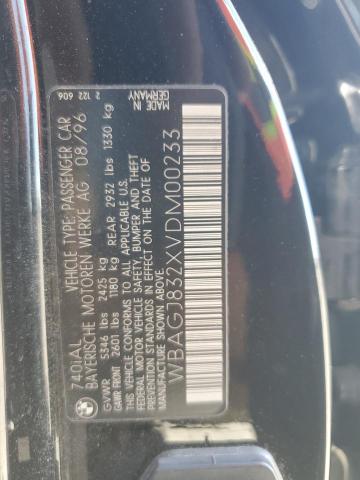 740IAL
VEHICLE TYPE: PASSENGER CAR
BAYERISCHE MOTOREN WERKE AG 08/96
GVWR 5346 lbs 2425 kg
GAWR FRONT 2601 lbs 1180 kg REAR 2932 lbs 1330 kg
THIS VEHICLE CONFORMS TO ALL APPLICABLE U.S.
FEDERAL MOTOR VEHICLE SAFETY, BUMPER AND THEFT
PREVENTION STANDARDS IN EFFECT ON THE DATE OF
MANUFACTURE SHOWN ABOVE
WBAGJ832XVDM00233
2 122 606
MADE IN
GERMANY